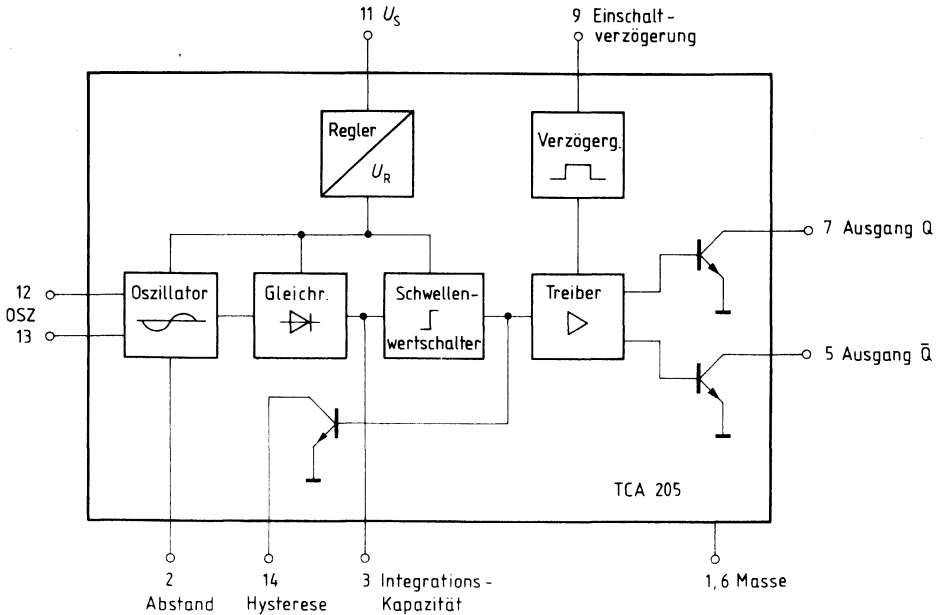 11 U_S
9 Einschalt-
verzögerung
Regler
U_R
Verzögerg.
7 Ausgang Q
12
OSZ
13
Oszillator
Gleichr.
Schwellen-
wertschalter
Treiber
5 Ausgang Q̄
TCA 205
2
Abstand
14
Hysterese
3 Integrations-
Kapazität
1,6 Masse